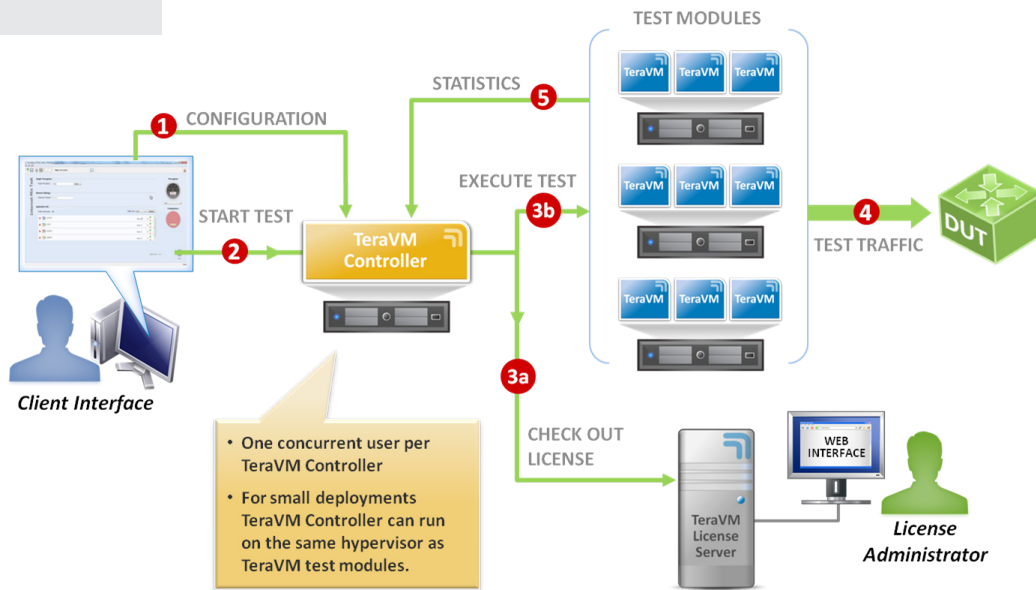 TEST MODULES
TeraVM TeraVM TeraVM
STATISTICS 5
1 CONFIGURATION
EXECUTE TEST
TeraVM TeraVM TeraVM
3b
START TEST
2
4
DUT
TEST TRAFFIC
TeraVM
Controller
TeraVM TeraVM TeraVM
3a
Client Interface
• One concurrent user per
TeraVM Controller
• For small deployments
TeraVM Controller can run
on the same hypervisor as
TeraVM test modules.
CHECK OUT
LICENSE
WEB
INTERFACE
TeraVM
License
Server
License
Administrator